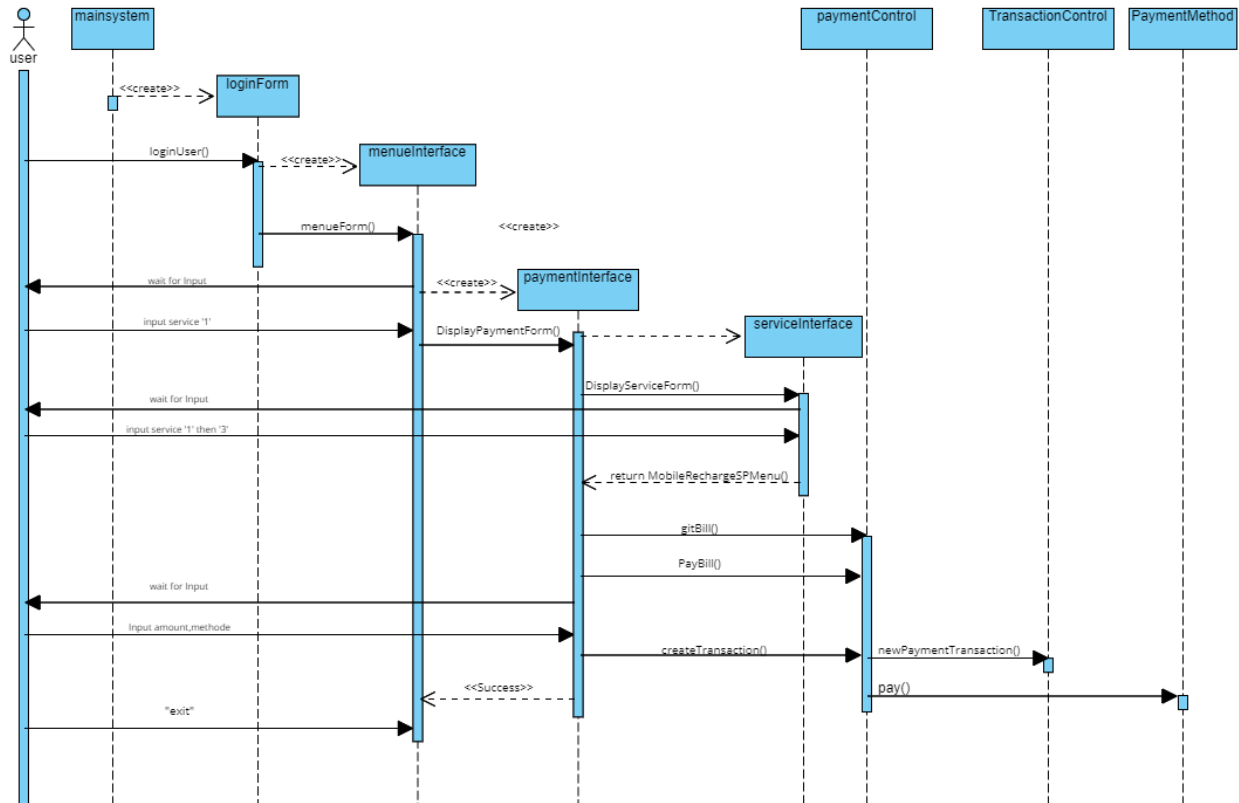 mainsystem
paymentControl
TransactionControl
PaymentMethod
user
<<create>>
loginForm
loginUser()
<<create>>
menueInterface
menueForm()
<<create>>
wait for Input
<<create>>
paymentInterface
input service '1'
DisplayPaymentForm()
serviceInterface
DisplayServiceForm()
wait for Input
input service '1' then '3'
return MobileRechargeSPMenu()
gitBill()
PayBill()
wait for Input
Input amount,methode
createTransaction()
newPaymentTransaction()
<<Success>>
pay()
"exit"